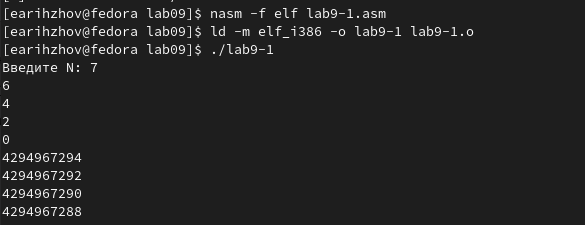 [earihzhov@fedora lab09]$ nasm -f elf lab9-1.asm
[earihzhov@fedora lab09]$ ld -m elf_i386 -o lab9-1 lab9-1.o
[earihzhov@fedora lab09]$ ./lab9-1
Введите N: 7
6
4
2
0
4294967294
4294967292
4294967290
4294967288